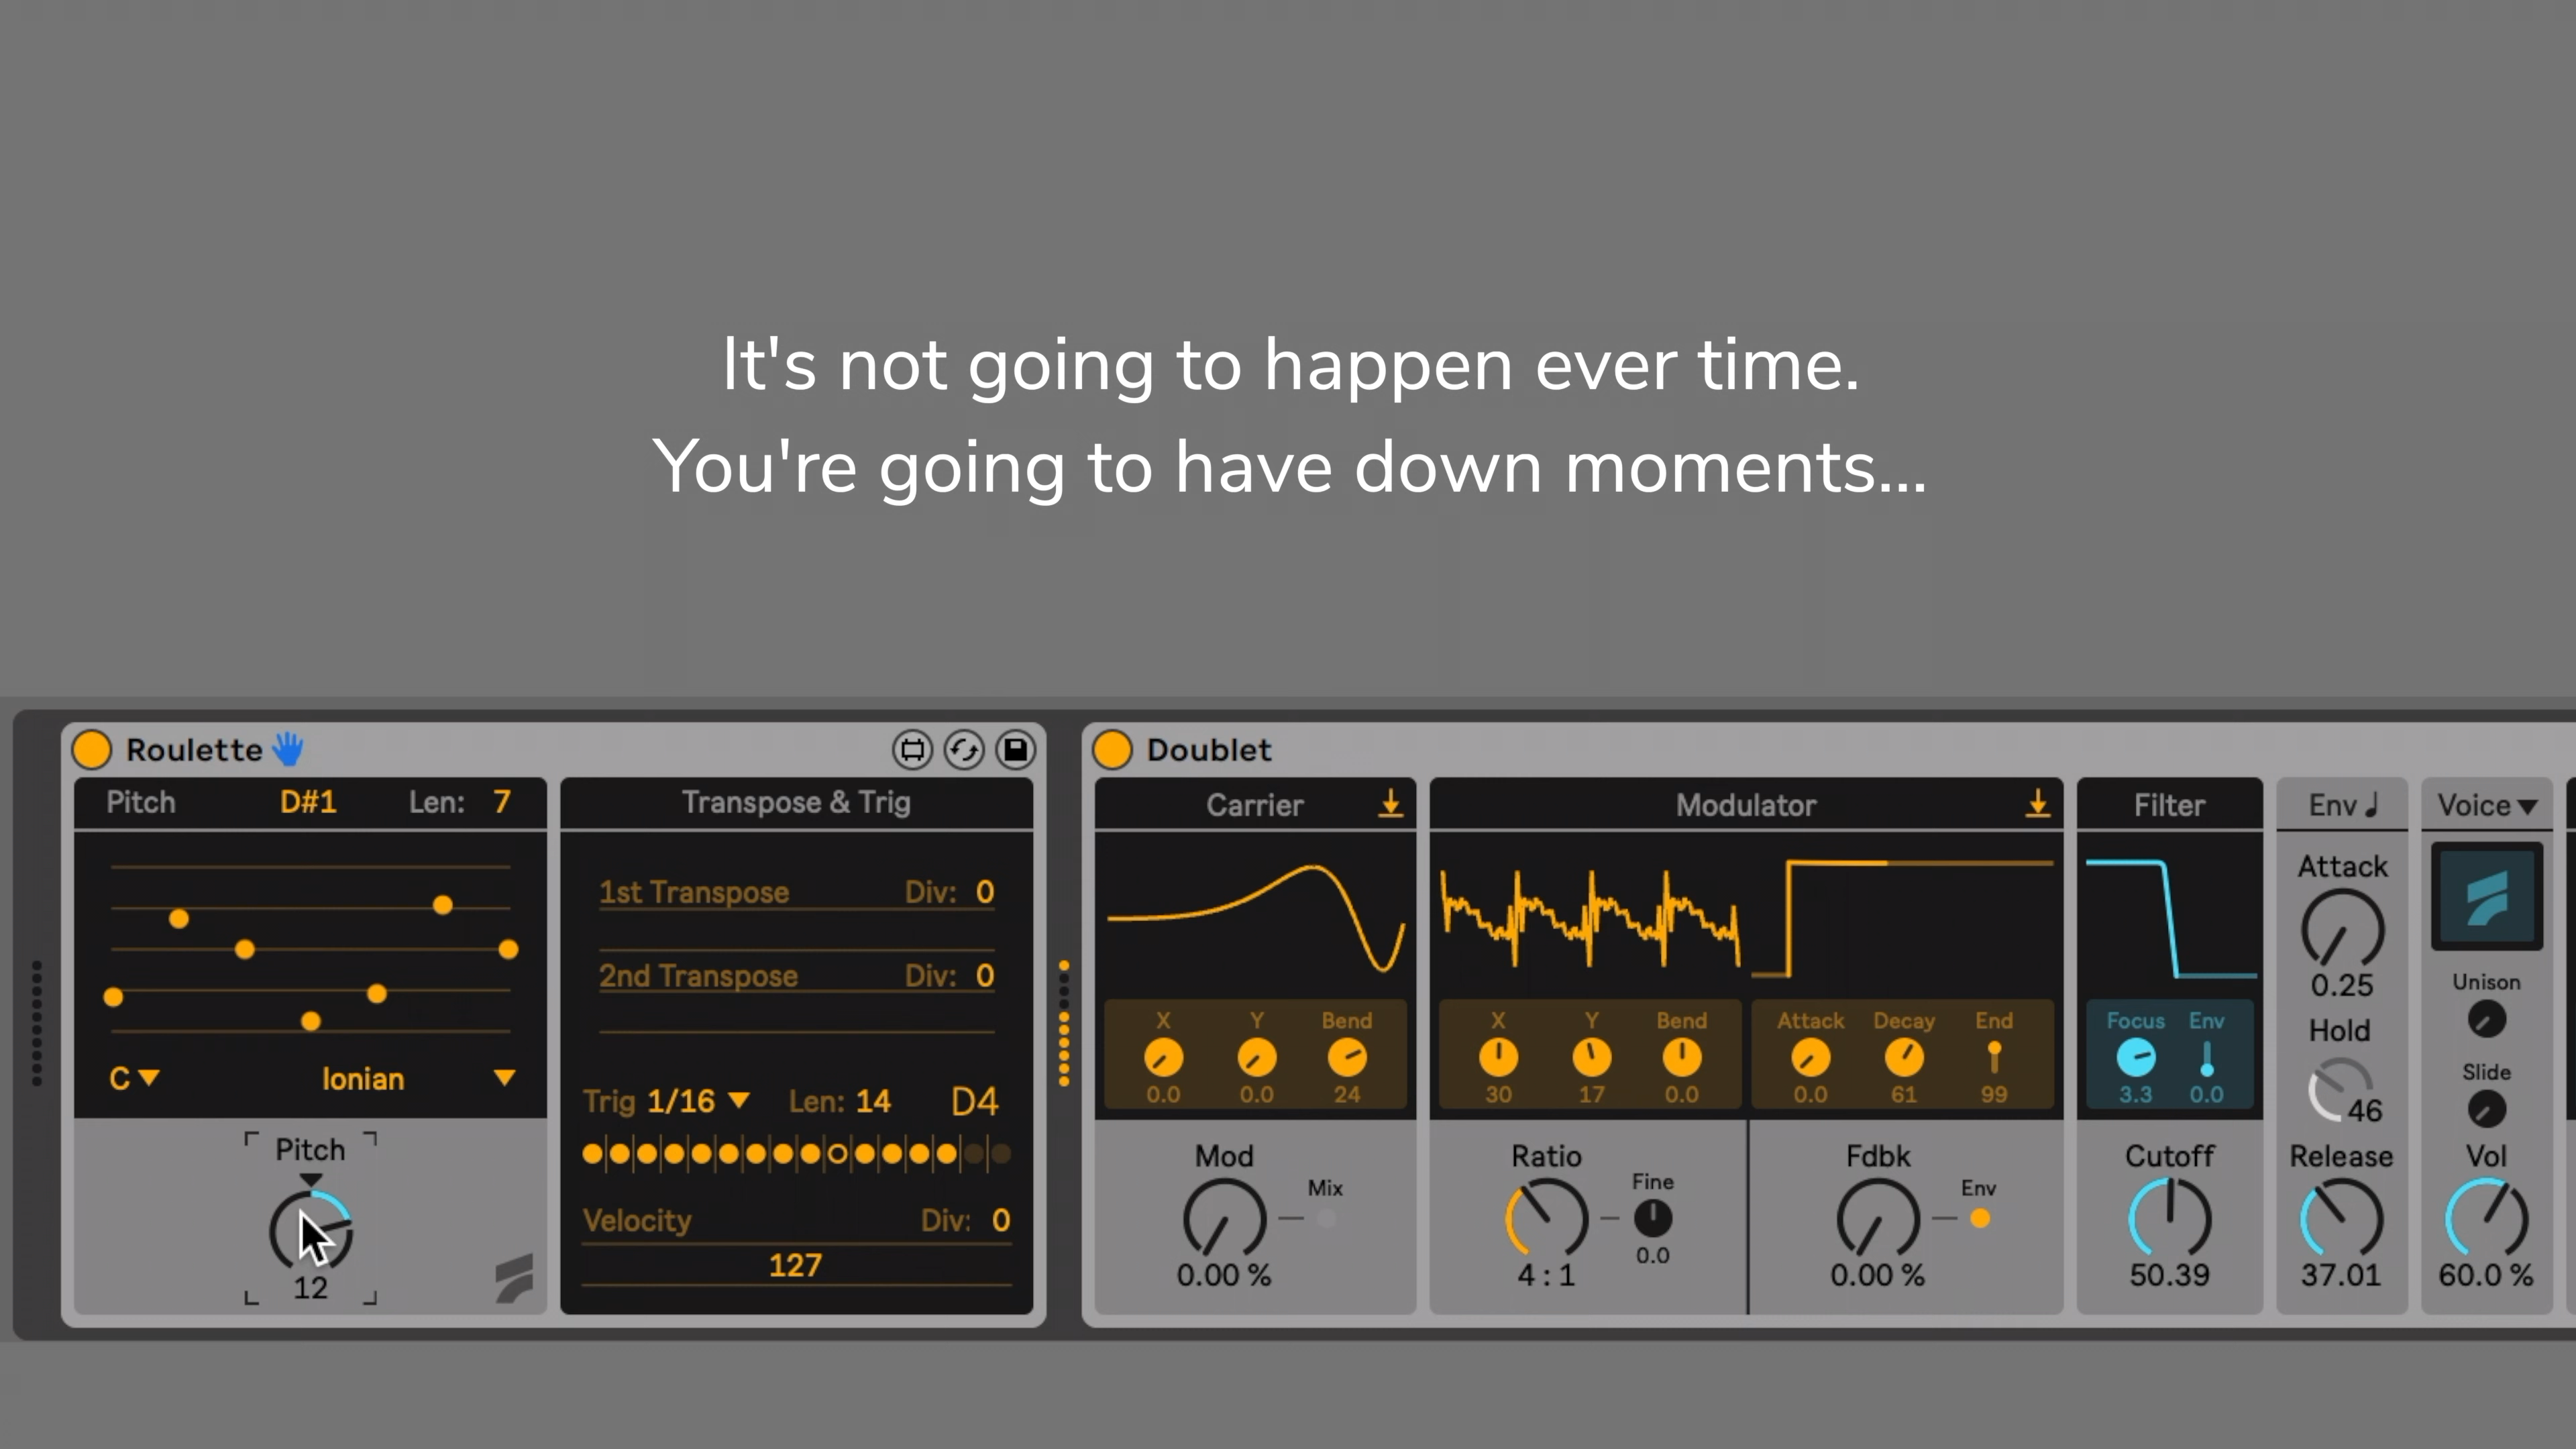 It's not going to happen ever time.
You're going to have down moments...
Roulette
Pitch D#1 Len: 7
C Ionian
Pitch
12
Transpose & Trig
1st Transpose Div: 0
2nd Transpose Div: 0
Trig 1/16 Len: 14 D4
Velocity Div: 0
127
Doublet
Carrier
X Y Bend
0.0 0.0 24
Mod
Mix
0.00 %
Modulator
X Y Bend Attack Decay End
30 17 0.0 0.0 61 99
Ratio
Fine
0.0
4 : 1
Fdbk
Env
0.00 %
Filter
Focus Env
3.3 0.0
Cutoff
50.39
Env
Attack
0.25
Hold
46
Release
37.01
Voice
Unison
Slide
Vol
60.0 %